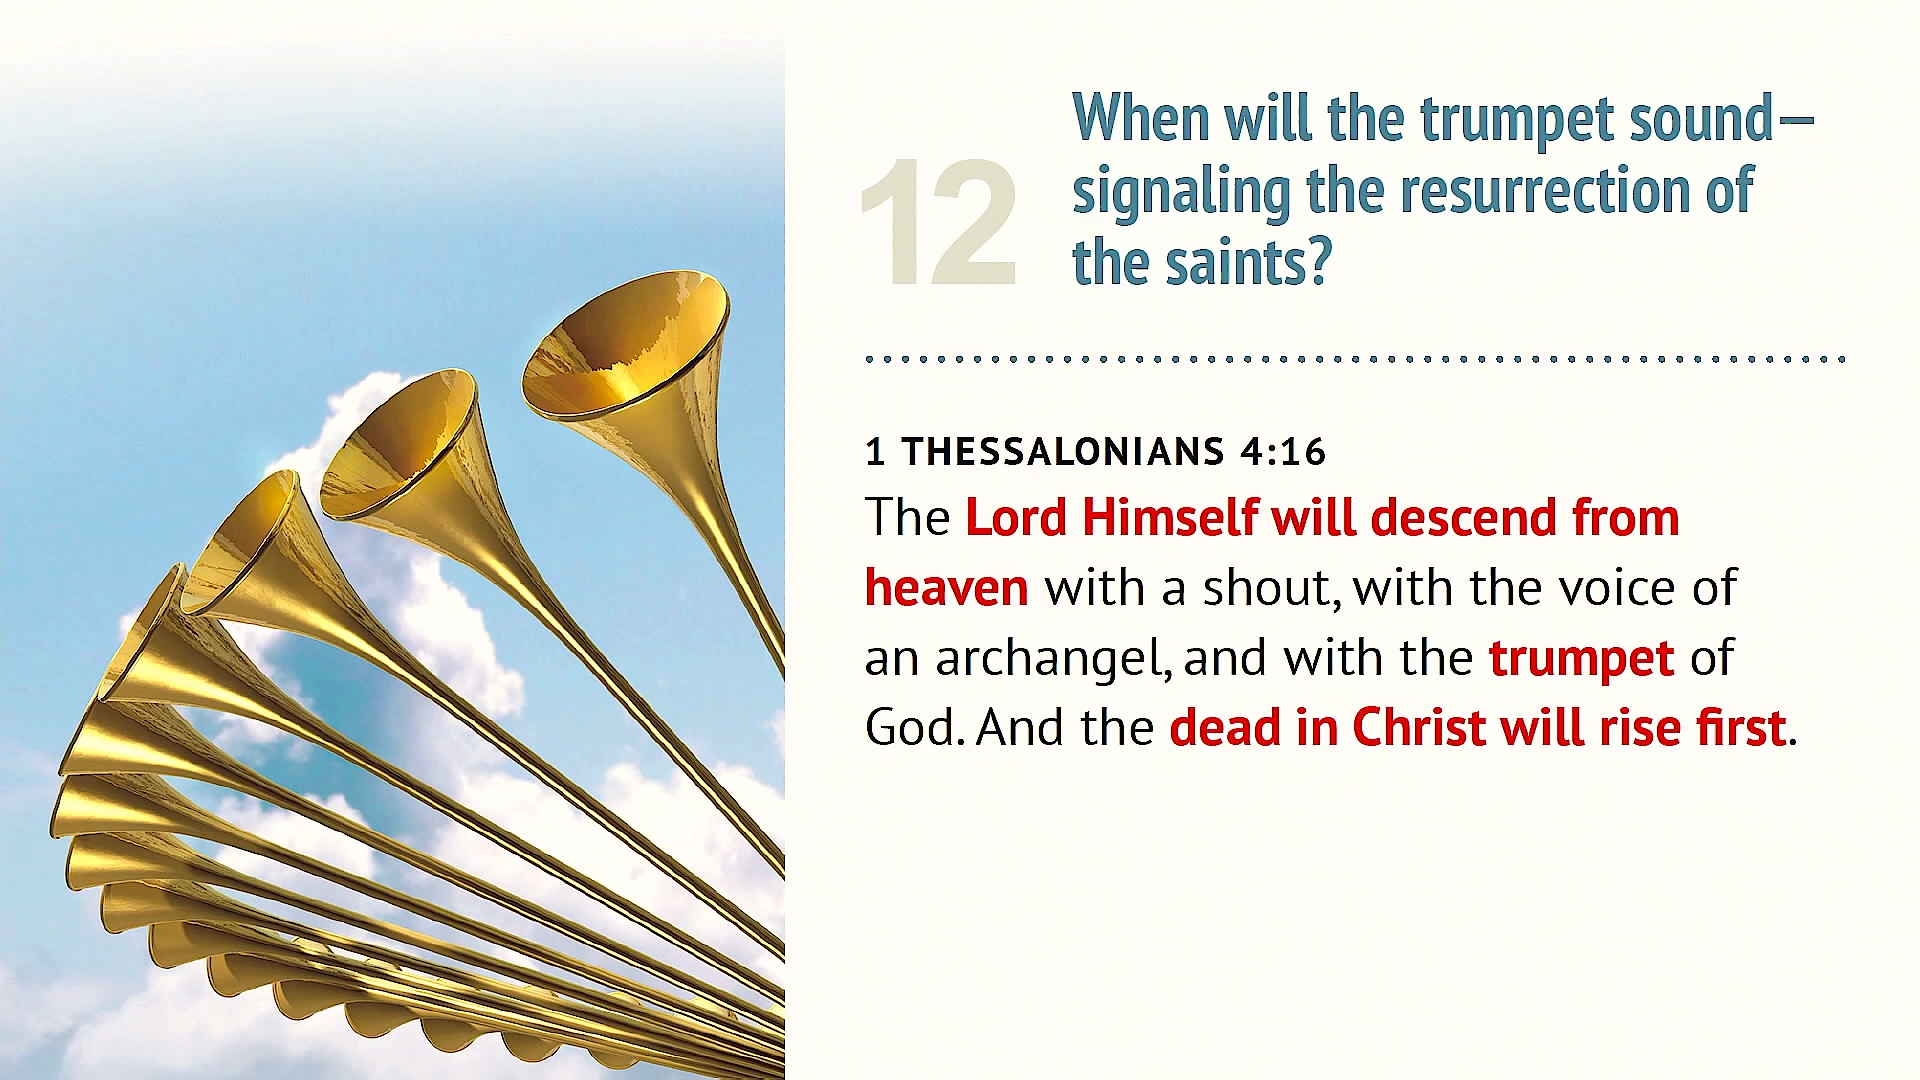 12
When will the trumpet sound—
signaling the resurrection of
the saints?
1 THESSALONIANS 4:16
The Lord Himself will descend from
heaven with a shout, with the voice of
an archangel, and with the trumpet of
God. And the dead in Christ will rise first.